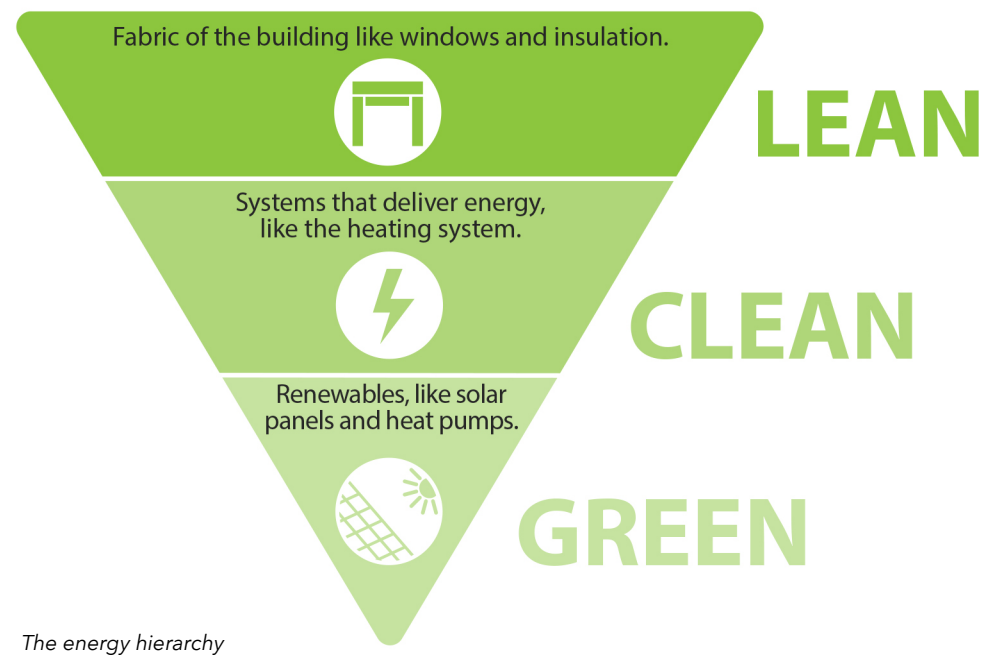 Fabric of the building like windows and insulation.
LEAN
Systems that deliver energy,
like the heating system.
CLEAN
Renewables, like solar
panels and heat pumps.
GREEN
The energy hierarchy